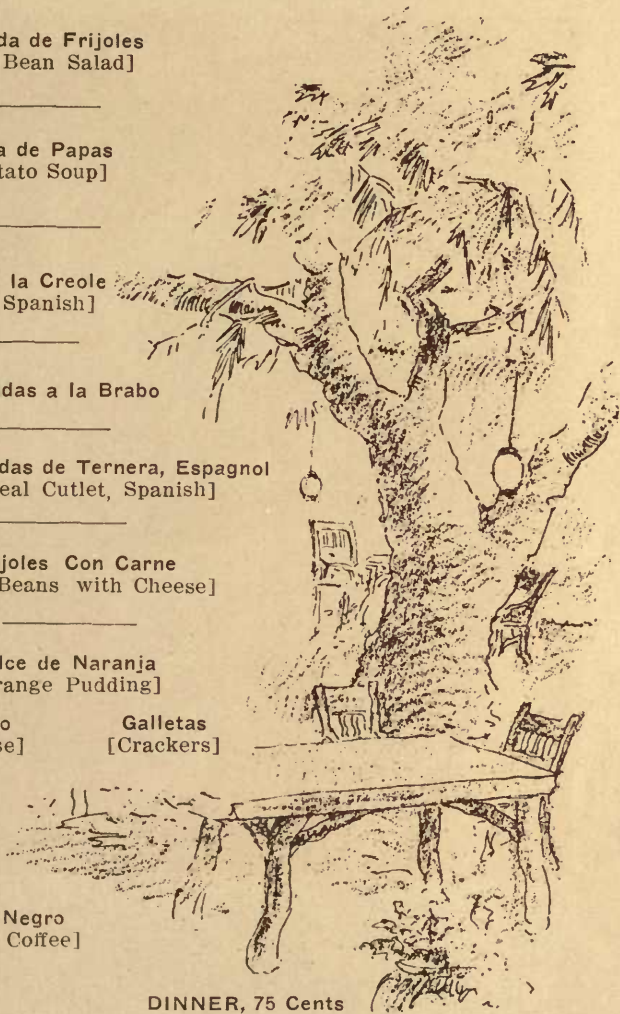 da de Frijoles
Bean Salad]
a de Papas
tato Soup]
la Creole
Spanish]
das a la Brabo
das de Ternera, Espagnol
eal Cutlet, Spanish]
joles Con Carne
Beans with Cheese]
lce de Naranja
range Pudding]
o Galletas
se] [Crackers]
Negro
Coffee]
DINNER, 75 Cents